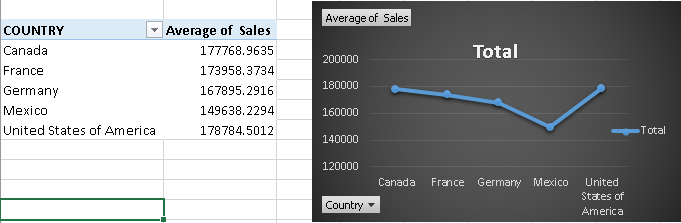 COUNTRY Average of Sales
Canada 177768.9635
France 173958.3734
Germany 167895.2916
Mexico 149638.2294
United States of America 178784.5012
Average of Sales
Total
200000
180000
160000
140000
120000
Canada France Germany Mexico United
States of
America
Total
Country